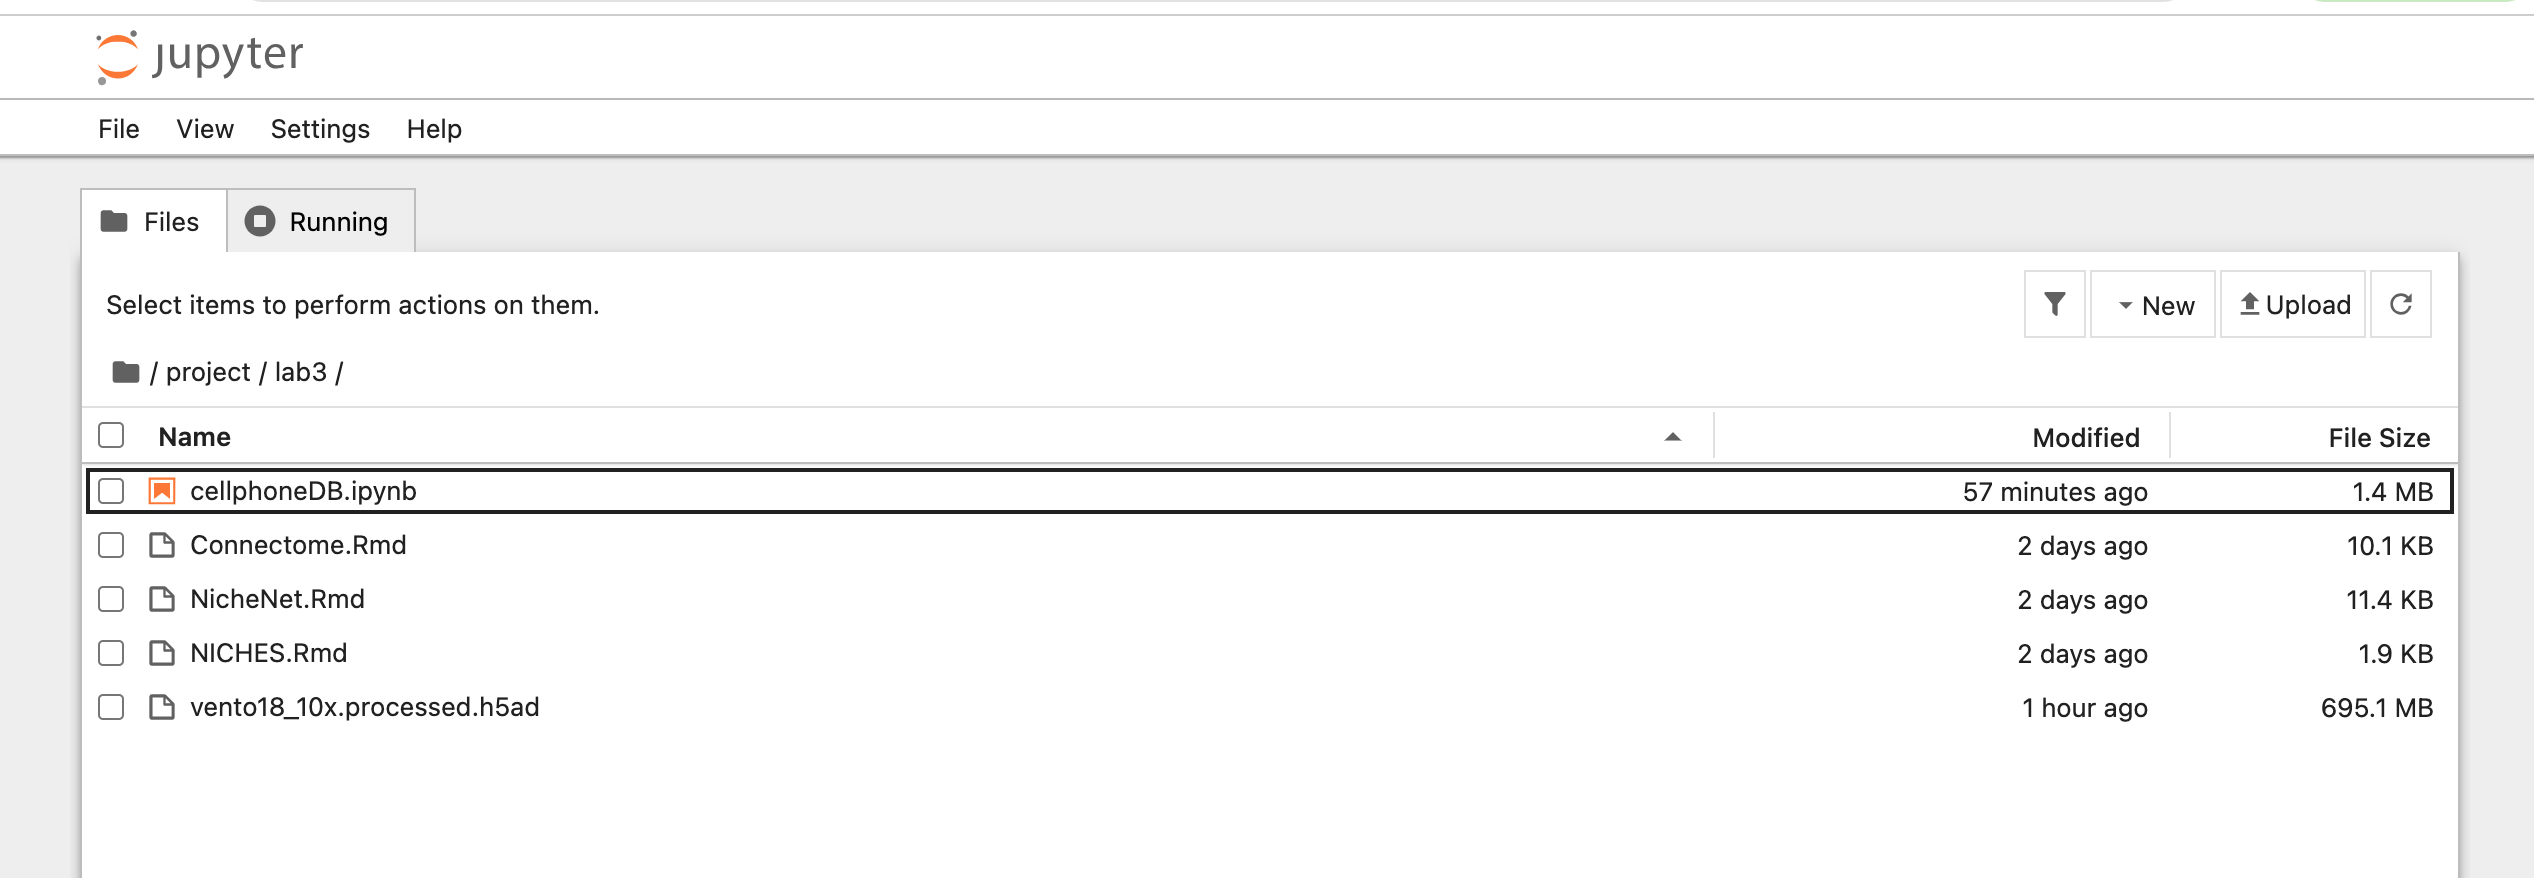 jupyter
File View Settings Help
Files Running
Select items to perform actions on them.
New Upload
/ project / lab3 /
Name Modified File Size
cellphoneDB.ipynb 57 minutes ago 1.4 MB
Connectome.Rmd 2 days ago 10.1 KB
NicheNet.Rmd 2 days ago 11.4 KB
NICHES.Rmd 2 days ago 1.9 KB
vento18_10x.processed.h5ad 1 hour ago 695.1 MB